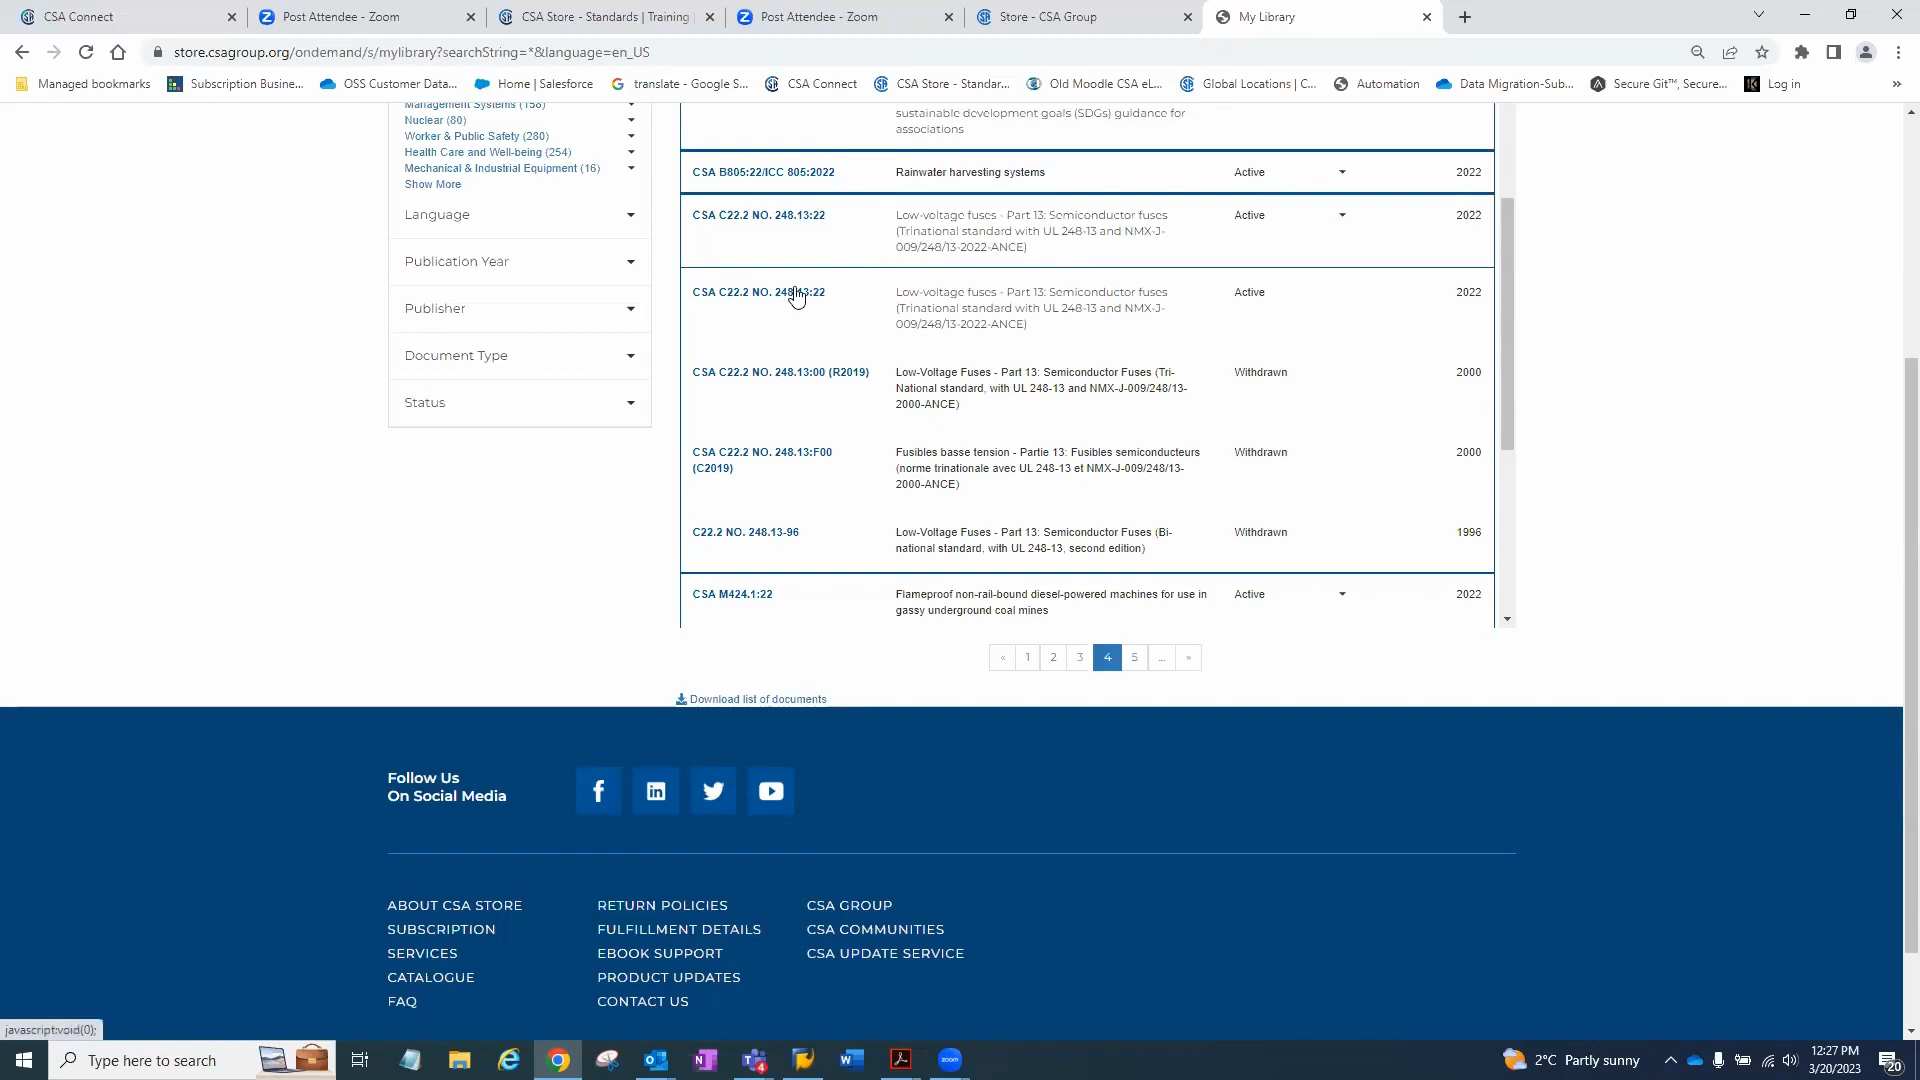 CSA Connect
Post Attendee - Zoom
CSA Store - Standards | Training
Post Attendee - Zoom
Store - CSA Group
My Library
store.csagroup.org/ondemand/s/mylibrary?searchString=*&language=en_US
Managed bookmarks
Subscription Busine...
OSS Customer Data...
Home | Salesforce
translate - Google S...
CSA Connect
CSA Store - Standar...
Old Moodle CSA eL...
Global Locations | C...
Automation
Data Migration-Sub...
Secure Git™, Secure...
Log in
»
Management Systems (158)
Nuclear (80)
Worker & Public Safety (280)
Health Care and Well-being (254)
Mechanical & Industrial Equipment (16)
Show More
Language
Publication Year
Publisher
Document Type
Status
sustainable development goals (SDGs) guidance for
associations
CSA B805:22/ICC 805:2022
Rainwater harvesting systems
Active
2022
CSA C22.2 NO. 248.13:22
Low-voltage fuses - Part 13: Semiconductor fuses
(Trinational standard with UL 248-13 and NMX-J-
009/248/13-2022-ANCE)
Active
2022
CSA C22.2 NO. 248.13:22
Low-voltage fuses - Part 13: Semiconductor fuses
(Trinational standard with UL 248-13 and NMX-J-
009/248/13-2022-ANCE)
Active
2022
CSA C22.2 NO. 248.13:00 (R2019)
Low-Voltage Fuses - Part 13: Semiconductor Fuses (Tri-
National standard, with UL 248-13 and NMX-J-009/248/13-
2000-ANCE)
Withdrawn
2000
CSA C22.2 NO. 248.13:F00
(C2019)
Fusibles basse tension - Partie 13: Fusibles semiconducteurs
(norme trinationale avec UL 248-13 et NMX-J-009/248/13-
2000-ANCE)
Withdrawn
2000
C22.2 NO. 248.13-96
Low-Voltage Fuses - Part 13: Semiconductor Fuses (Bi-
national standard, with UL 248-13, second edition)
Withdrawn
1996
CSA M424.1:22
Flameproof non-rail-bound diesel-powered machines for use in
gassy underground coal mines
Active
2022
« 1 2 3 4 5 ... »
Download list of documents
Follow Us
On Social Media
ABOUT CSA STORE
SUBSCRIPTION
SERVICES
CATALOGUE
FAQ
RETURN POLICIES
FULFILLMENT DETAILS
EBOOK SUPPORT
PRODUCT UPDATES
CONTACT US
CSA GROUP
CSA COMMUNITIES
CSA UPDATE SERVICE
javascript:void(0);
Type here to search
2°C Partly sunny
12:27 PM
3/20/2023
20